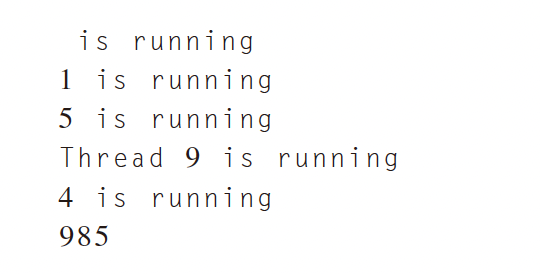 is running
1 is running
5 is running
Thread 9 is running
4 is running
985